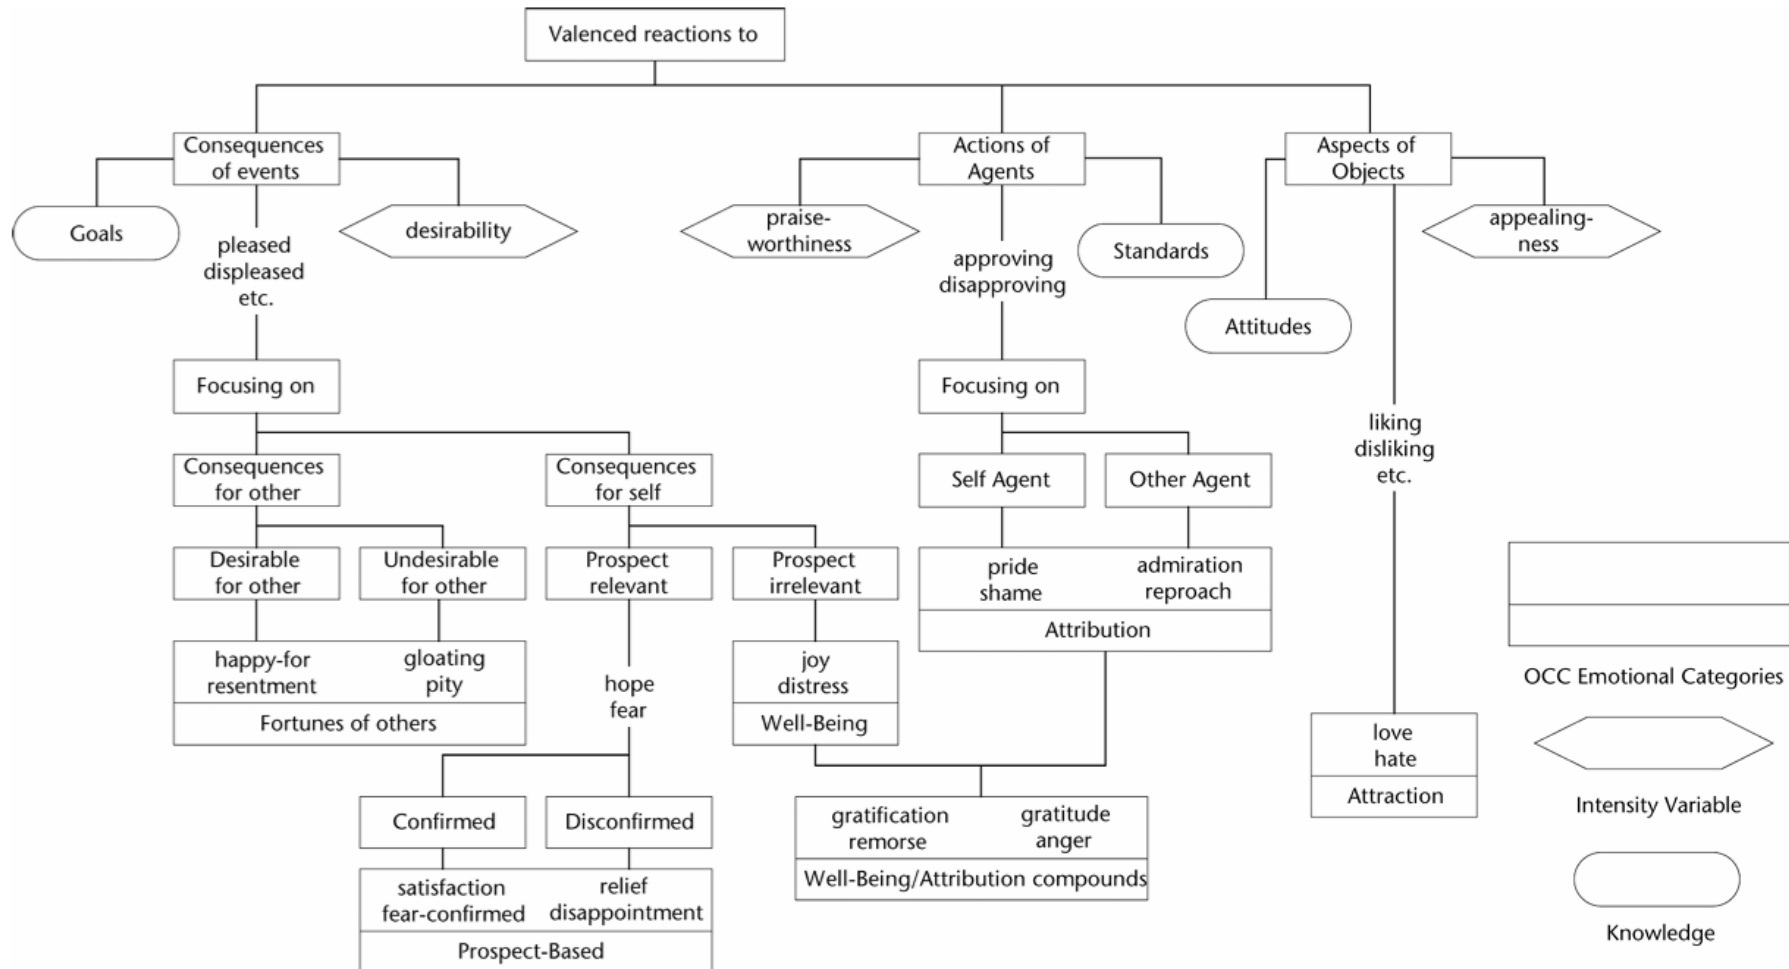 Valenced reactions to
Consequences
of events
Actions of
Agents
Aspects of
Objects
Goals
desirability
praise-
worthiness
Standards
appealing-
ness
pleased
displeased
etc.
approving
disapproving
Attitudes
Focusing on
Focusing on
liking
disliking
etc.
Consequences
for other
Consequences
for self
Self Agent
Other Agent
Desirable
for other
Undesirable
for other
Prospect
relevant
Prospect
irrelevant
pride
shame
admiration
reproach
Attribution
happy-for
resentment
gloating
pity
Fortunes of others
hope
fear
joy
distress
Well-Being
love
hate
Attraction
Confirmed
Disconfirmed
gratification
remorse
gratitude
anger
Well-Being/Attribution compounds
satisfaction
fear-confirmed
relief
disappointment
Prospect-Based
OCC Emotional Categories
Intensity Variable
Knowledge